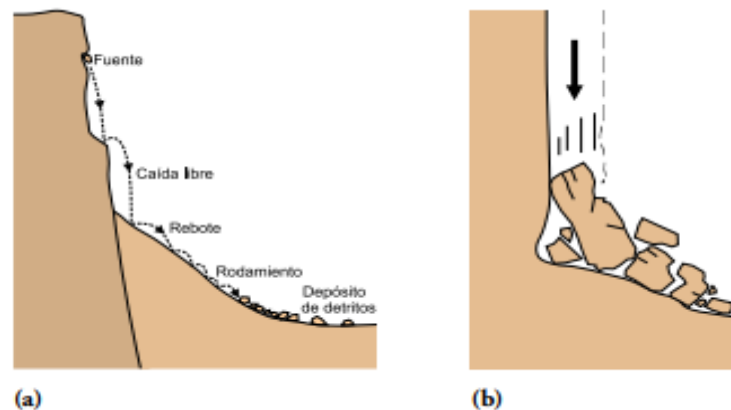 Fuente
Caída libre
Rebote
Rodamiento
Depósito
de detritos
(a)
(b)